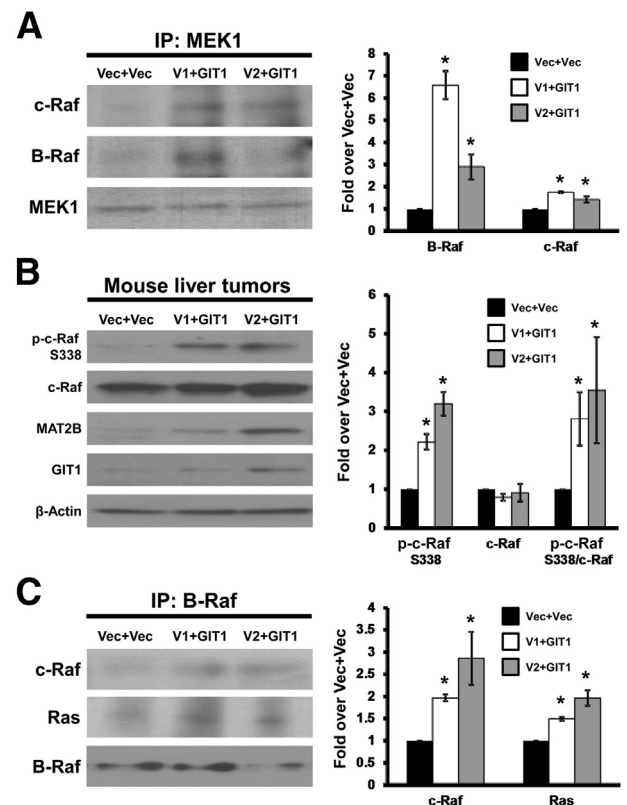 A
IP: MEK1
Vec+Vec V1+GIT1 V2+GIT1
c-Raf
B-Raf
MEK1
Fold over Vec+Vec
8
7
6
5
4
3
2
1
0
*
*
*
*
Vec+Vec
V1+GIT1
V2+GIT1
B-Raf c-Raf
B
Mouse liver tumors
Vec+Vec V1+GIT1 V2+GIT1
p-c-Raf
S338
c-Raf
MAT2B
GIT1
β-Actin
Fold over Vec+Vec
6
5
4
3
2
1
0
*
*
*
*
Vec+Vec
V1+GIT1
V2+GIT1
p-c-Raf c-Raf p-c-Raf
S338 S338/c-Raf
C
IP: B-Raf
Vec+Vec V1+GIT1 V2+GIT1
c-Raf
Ras
B-Raf
Fold over Vec+Vec
4
3.5
3
2.5
2
1.5
1
0.5
0
*
*
*
*
Vec+Vec
V1+GIT1
V2+GIT1
c-Raf Ras